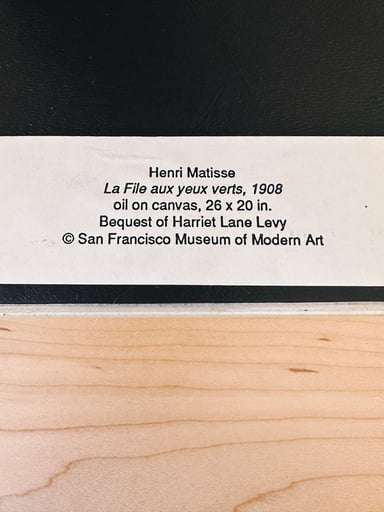 Henri Matisse
La File aux yeux verts, 1908
oil on canvas, 26 x 20 in.
Bequest of Harriet Lane Levy
© San Francisco Museum of Modern Art